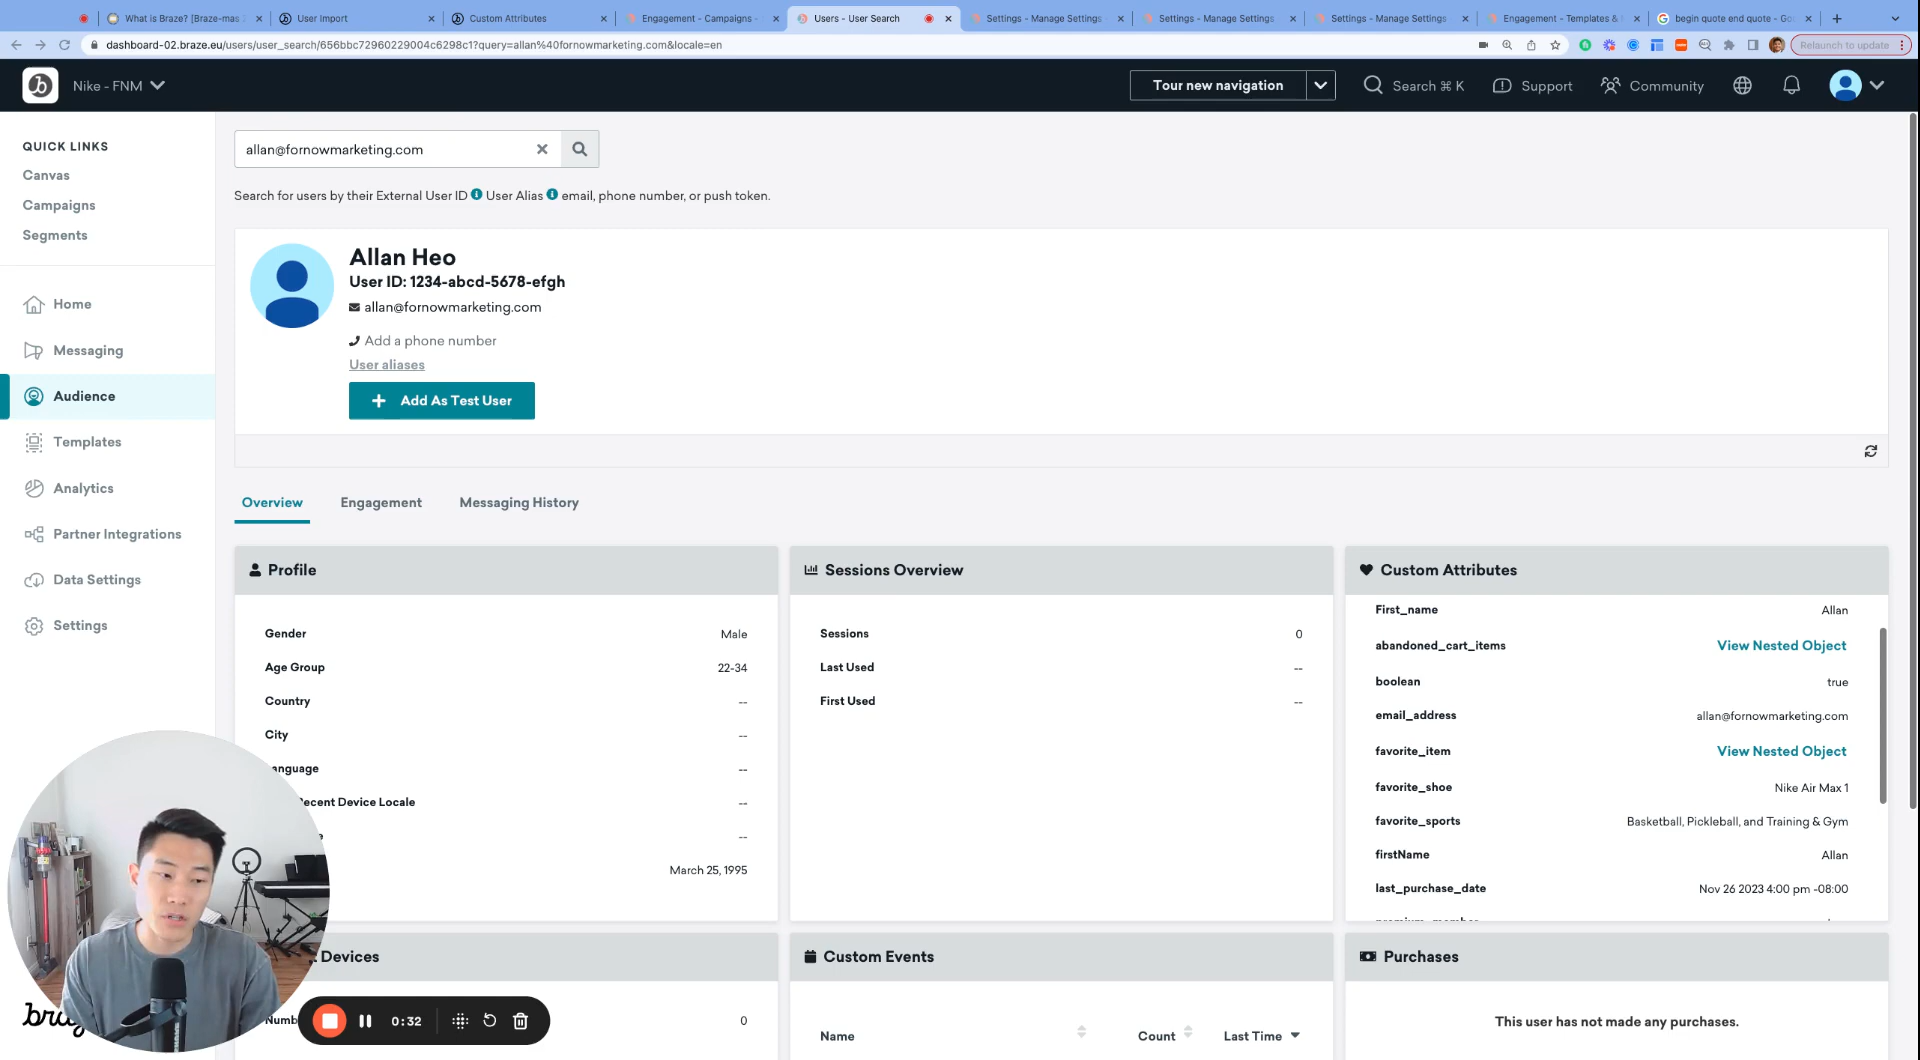 What is Braze? [Braze-mas
User Import
Custom Attributes
Engagement - Campaigns -
Users - User Search
Settings - Manage Settings
Settings - Manage Settings
Settings - Manage Settings
Engagement - Templates &
begin quote end quote - Go
dashboard-02.braze.eu/users/user_search/656bbc72960229004c6298c1?query=allan%40fornowmarketing.com&locale=en
Relaunch to update
Nike - FNM
Tour new navigation
Search ⌘ K
Support
Community
QUICK LINKS
Canvas
Campaigns
Segments
Home
Messaging
Audience
Templates
Analytics
Partner Integrations
Data Settings
Settings
allan@fornowmarketing.com
Search for users by their External User ID User Alias email, phone number, or push token.
Allan Heo
User ID: 1234-abcd-5678-efgh
allan@fornowmarketing.com
Add a phone number
User aliases
+ Add As Test User
Overview
Engagement
Messaging History
Profile
Gender Male
Age Group 22-34
Country --
City --
anguage --
ecent Device Locale --
--
March 25, 1995
Sessions Overview
Sessions 0
Last Used --
First Used --
Custom Attributes
First_name Allan
abandoned_cart_items View Nested Object
boolean true
email_address allan@fornowmarketing.com
favorite_item View Nested Object
favorite_shoe Nike Air Max 1
favorite_sports Basketball, Pickleball, and Training & Gym
firstName Allan
last_purchase_date Nov 26 2023 4:00 pm -08:00
Devices
Numb 0
Custom Events
Name Count Last Time
Purchases
This user has not made any purchases.
0:32